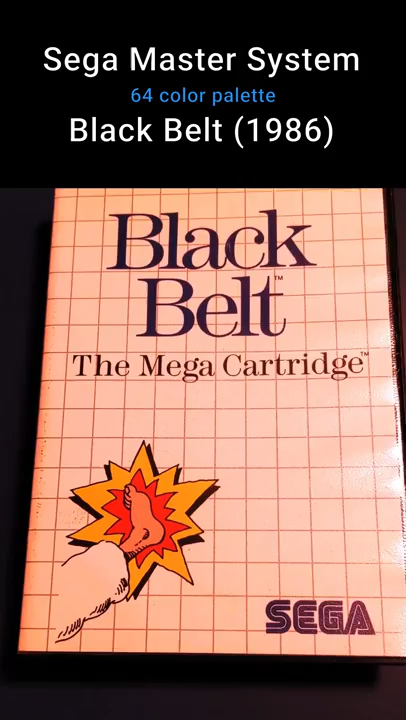 Sega Master System
64 color palette
Black Belt (1986)
Black
Belt™
The Mega Cartridge™
SEGA